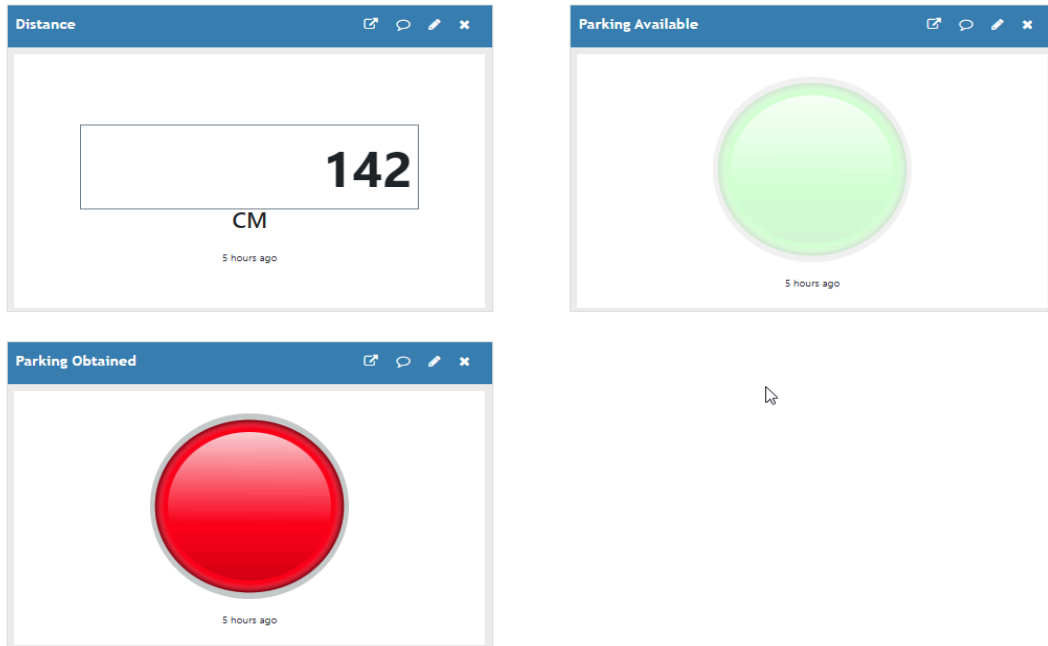 Distance
142
CM
5 hours ago
Parking Available
5 hours ago
Parking Obtained
5 hours ago